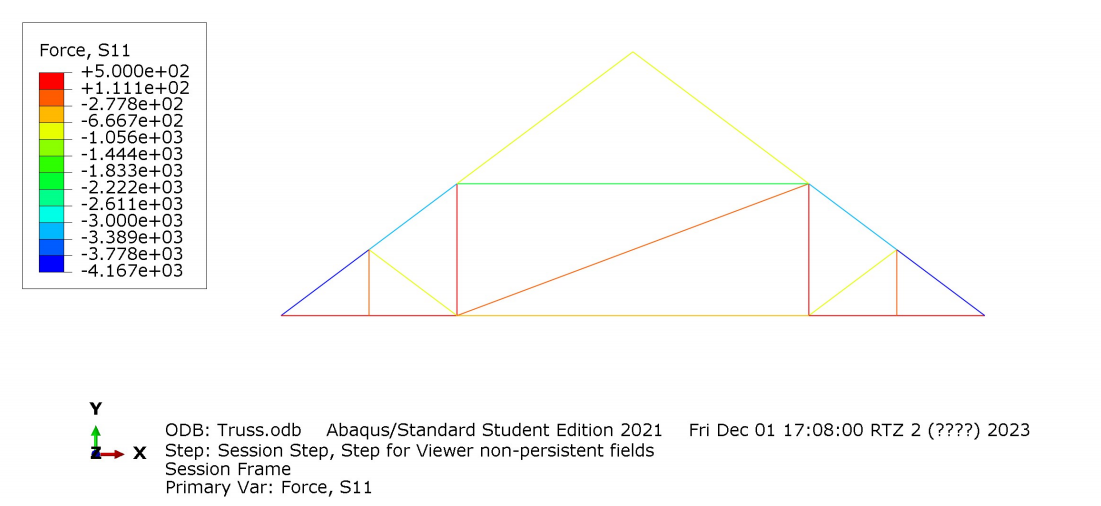 Force, S11
+5.000e+02
+1.111e+02
-2.778e+02
-6.667e+02
-1.056e+03
-1.444e+03
-1.833e+03
-2.222e+03
-2.611e+03
-3.000e+03
-3.389e+03
-3.778e+03
-4.167e+03
Y
Z X
ODB: Truss.odb Abaqus/Standard Student Edition 2021 Fri Dec 01 17:08:00 RTZ 2 (????) 2023
Step: Session Step, Step for Viewer non-persistent fields
Session Frame
Primary Var: Force, S11